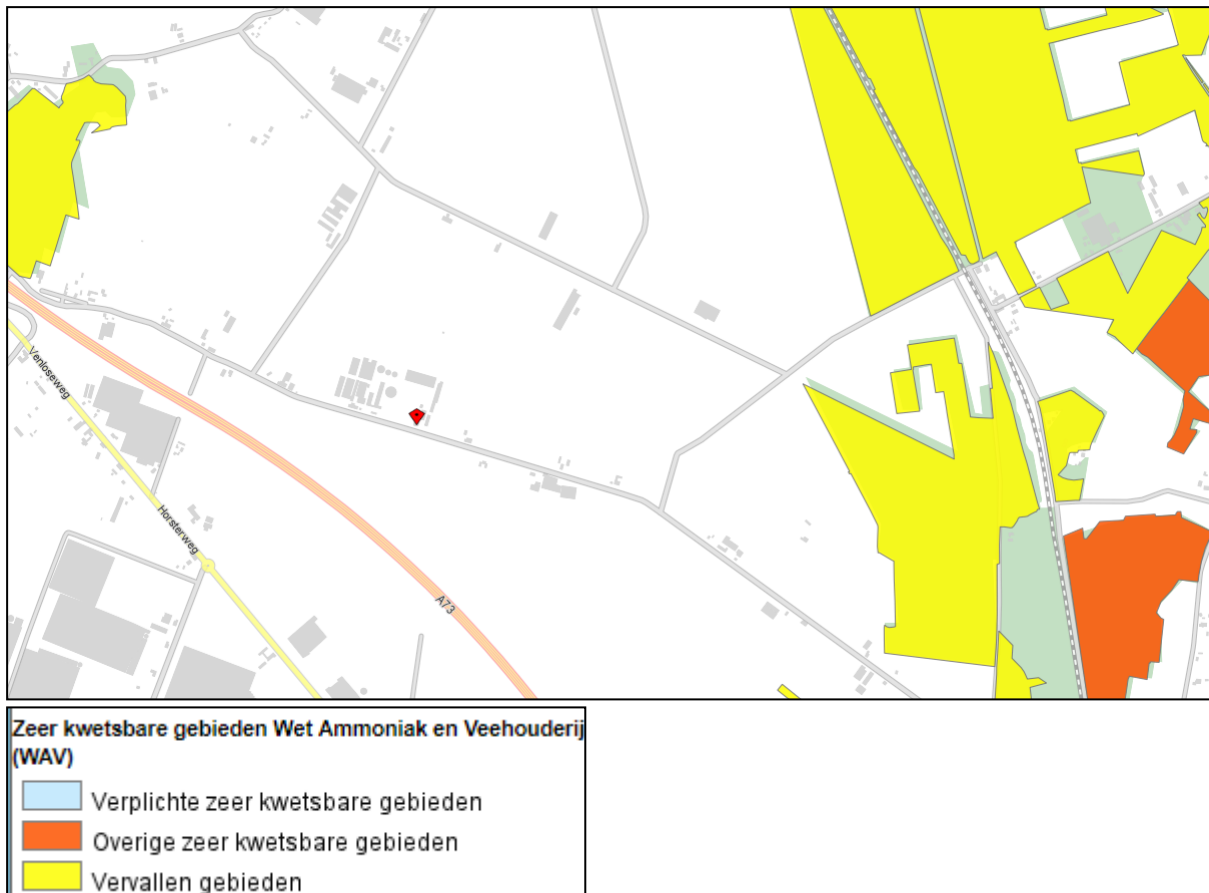 Venloseweg
Horsterweg
A73
Zeer kwetsbare gebieden Wet Ammoniak en Veehouderij
(WAV)
Verplichte zeer kwetsbare gebieden
Overige zeer kwetsbare gebieden
Vervallen gebieden